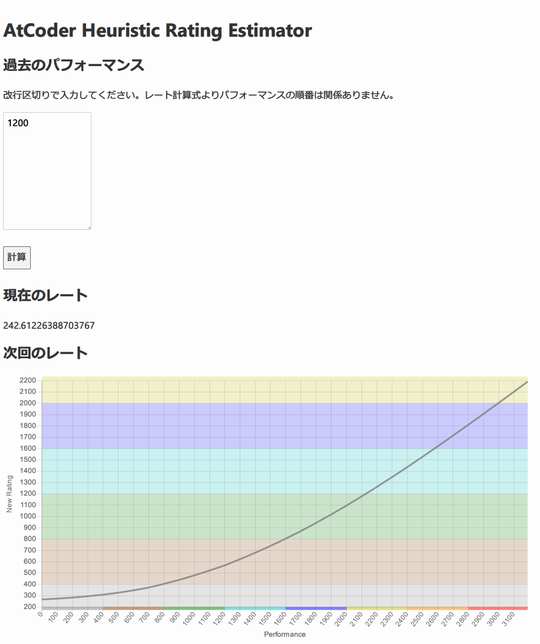 AtCoder Heuristic Rating Estimator
過去のパフォーマンス
改行区切りで入力してください。レート計算式よりパフォーマンスの順番は関係ありません。
1200
計算
現在のレート
242.61226388703767
次回のレート
2200
2100
2000
1900
1800
1700
1600
1500
1400
1300
1200
1100
1000
900
800
700
600
500
400
300
200
New Rating
0 100 200 300 400 500 600 700 800 900 1000 1100 1200 1300 1400 1500 1600 1700 1800 1900 2000 2100 2200 2300 2400 2500 2600 2700 2800 2900 3000 3100
Performance